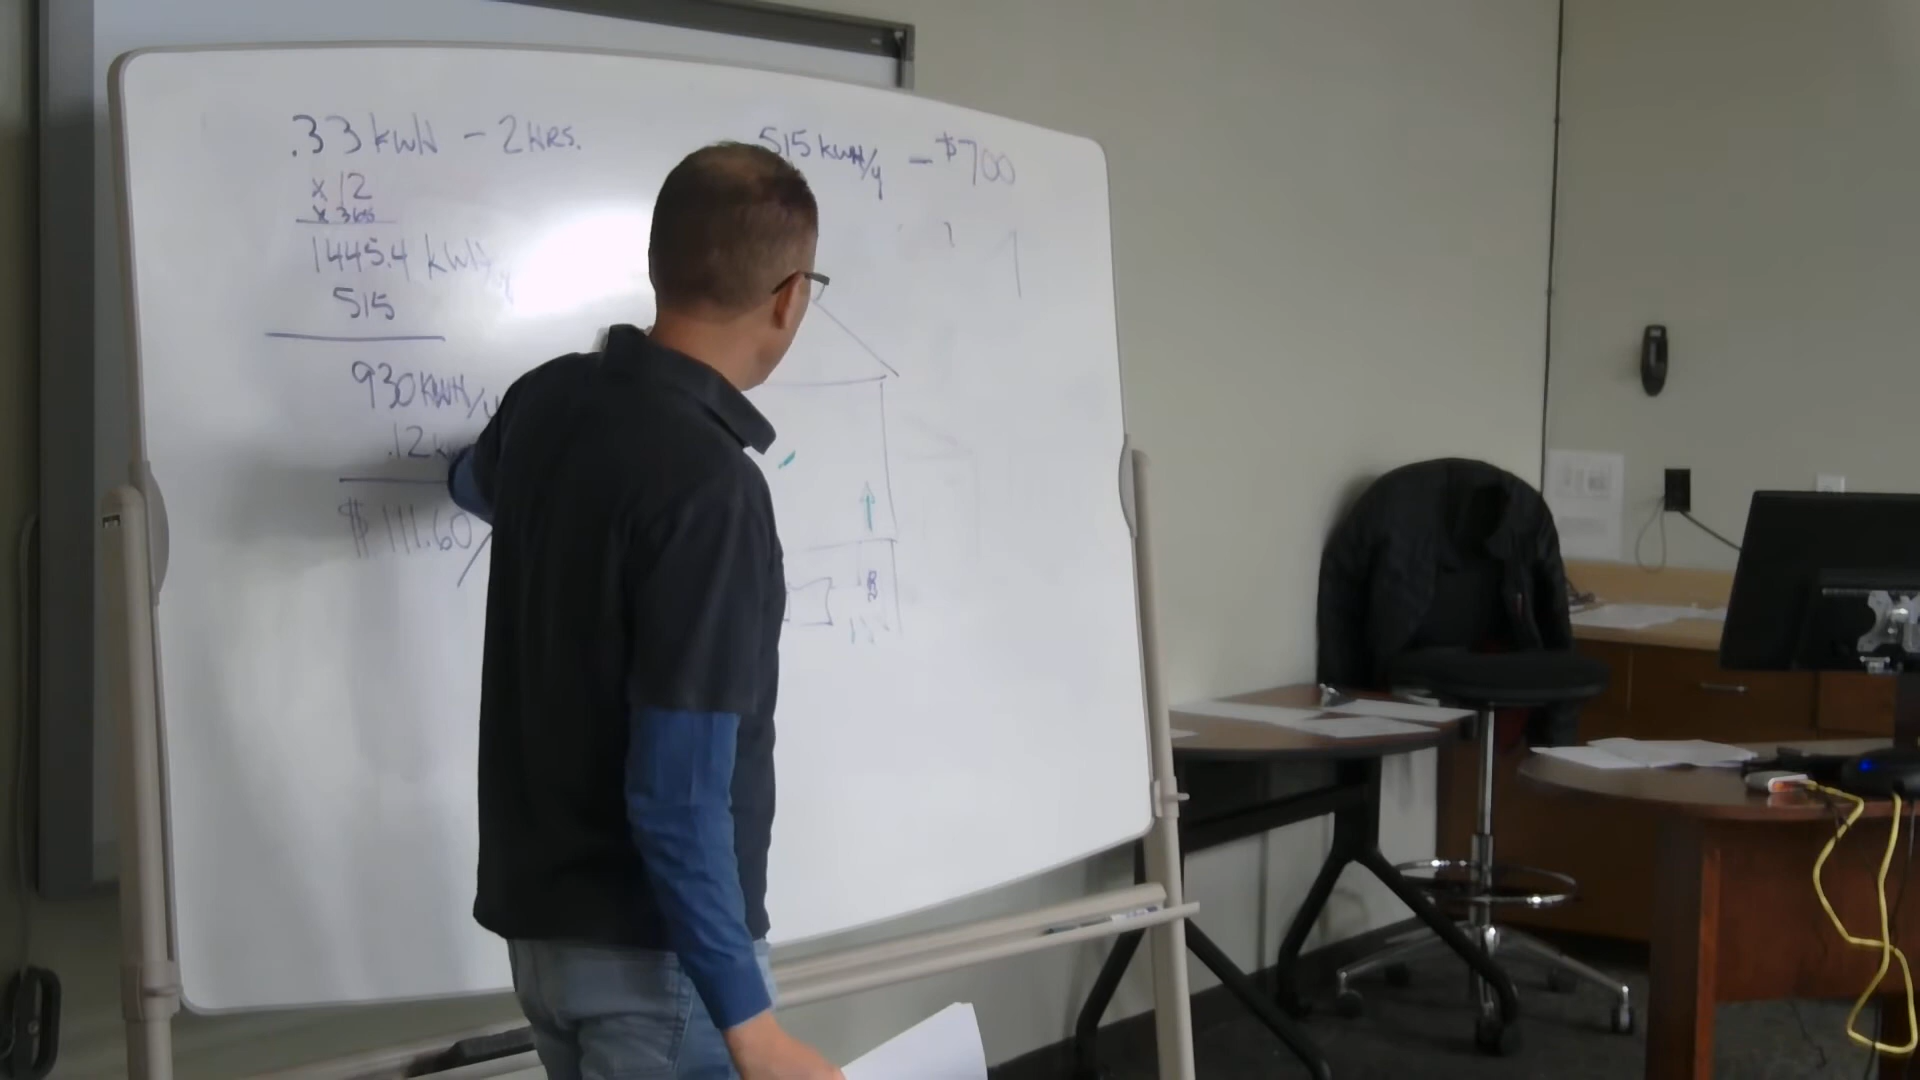 .33 kWH - 2 HRS.
x 12
x 365
1445.4 kWH/y
515
930 KWH/y
.12
$ 111.60
515 KWH/y - $700